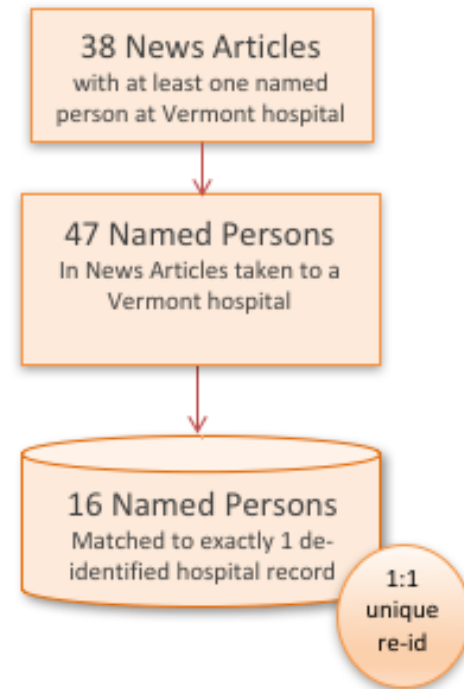 38 News Articles
with at least one named
person at Vermont hospital
47 Named Persons
In News Articles taken to a
Vermont hospital
16 Named Persons
Matched to exactly 1 de-
identified hospital record
1:1
unique
re-id